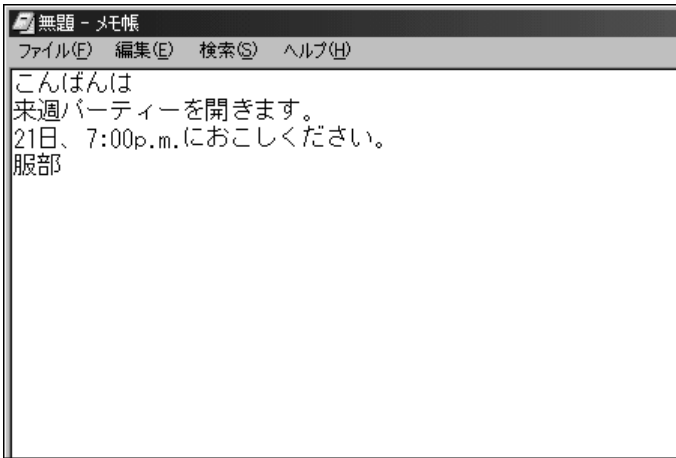 無題 - メモ帳
ファイル(F) 編集(E) 検索(S) ヘルプ(H)
こんばんは
来週パーティーを開きます。
21日、7:00p.m.におこしください。
服部